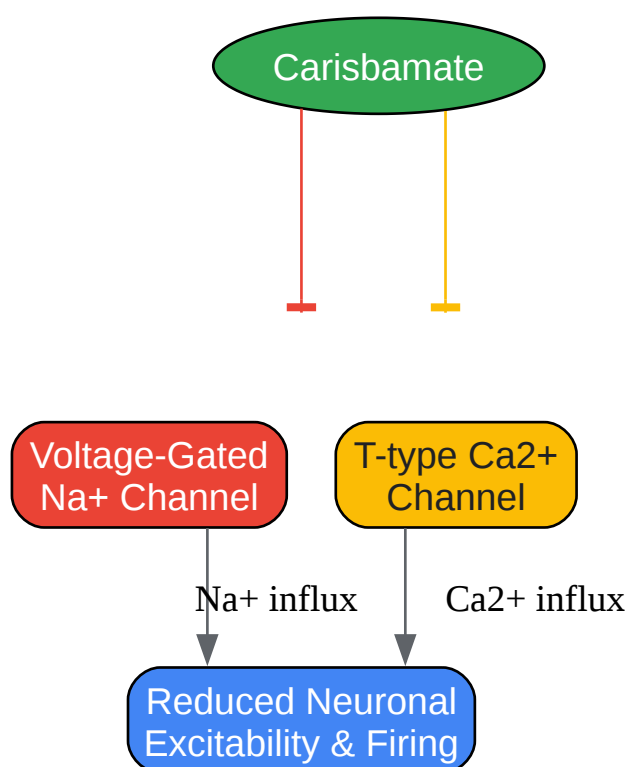 Carisbamate
Voltage-Gated
Na+ Channel
T-type Ca2+
Channel
Na+ influx
Ca2+ influx
Reduced Neuronal
Excitability & Firing